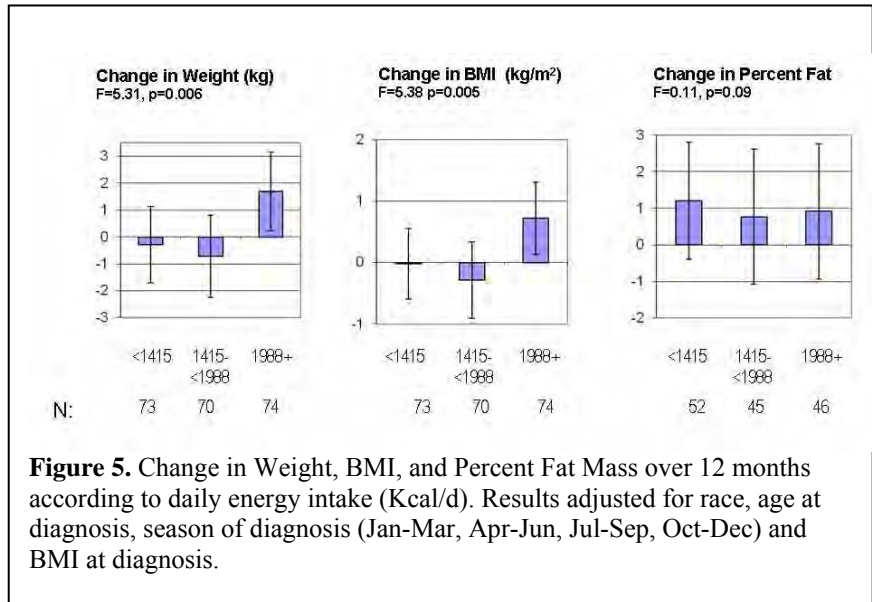 Change in Weight (kg)
F=5.31, p=0.006
3
2
1
0
-1
-2
-3
<1415
1415-
<1988
1988+
Change in BMI (kg/m²)
F=5.38 p=0.005
2
1
0
-1
<1415
1415-
<1988
1988+
Change in Percent Fat
F=0.11, p=0.09
3
2
1
0
-1
-2
<1415
1415-
<1988
1988+
N: 73 70 74 73 70 74 52 45 46
Figure 5. Change in Weight, BMI, and Percent Fat Mass over 12 months
according to daily energy intake (Kcal/d). Results adjusted for race, age at
diagnosis, season of diagnosis (Jan-Mar, Apr-Jun, Jul-Sep, Oct-Dec) and
BMI at diagnosis.